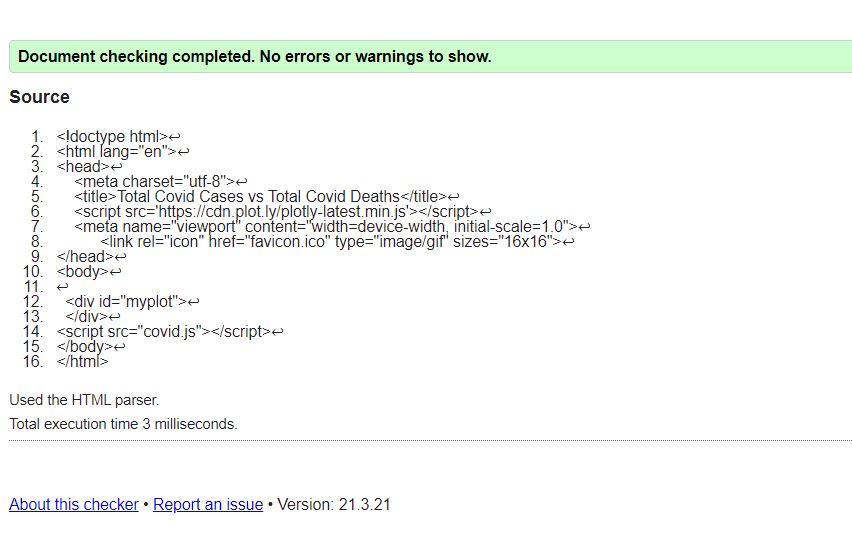 Document checking completed. No errors or warnings to show.
Source
1. <!doctype html>↩
2. <html lang="en">↩
3. <head>↩
4. <meta charset="utf-8">↩
5. <title>Total Covid Cases vs Total Covid Deaths</title>↩
6. <script src='https://cdn.plot.ly/plotly-latest.min.js'></script>↩
7. <meta name="viewport" content="width=device-width, initial-scale=1.0">↩
8. <link rel="icon" href="favicon.ico" type="image/gif" sizes="16x16">↩
9. </head>↩
10. <body>↩
11. ↩
12. <div id="myplot">↩
13. </div>↩
14. <script src="covid.js"></script>↩
15. </body>↩
16. </html>
Used the HTML parser.
Total execution time 3 milliseconds.
About this checker • Report an issue • Version: 21.3.21